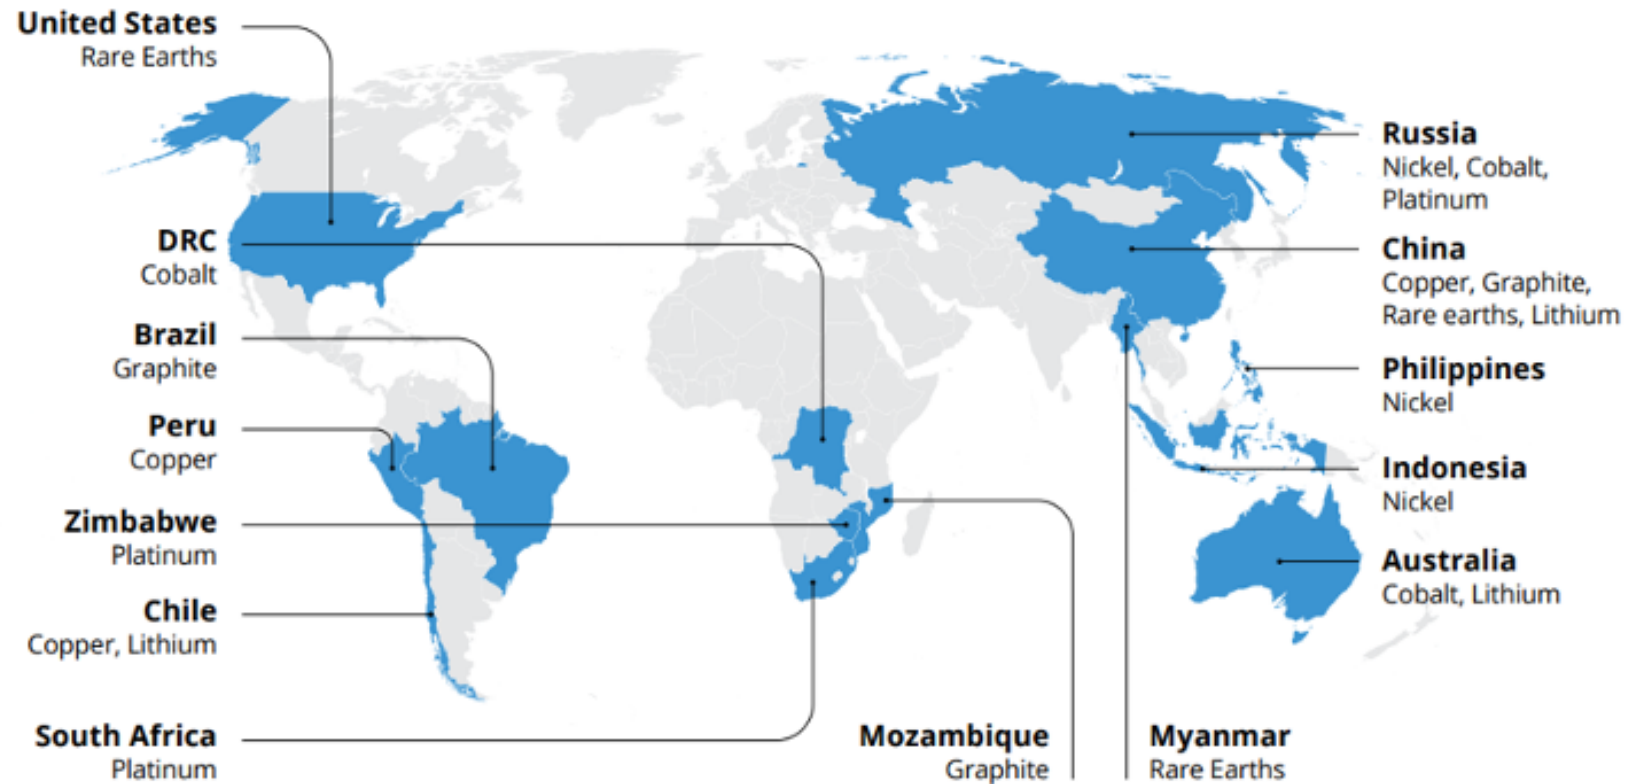 United States
Rare Earths
DRC
Cobalt
Brazil
Graphite
Peru
Copper
Zimbabwe
Platinum
Chile
Copper, Lithium
South Africa
Platinum
Mozambique
Graphite
Myanmar
Rare Earths
Russia
Nickel, Cobalt,
Platinum
China
Copper, Graphite,
Rare earths, Lithium
Philippines
Nickel
Indonesia
Nickel
Australia
Cobalt, Lithium